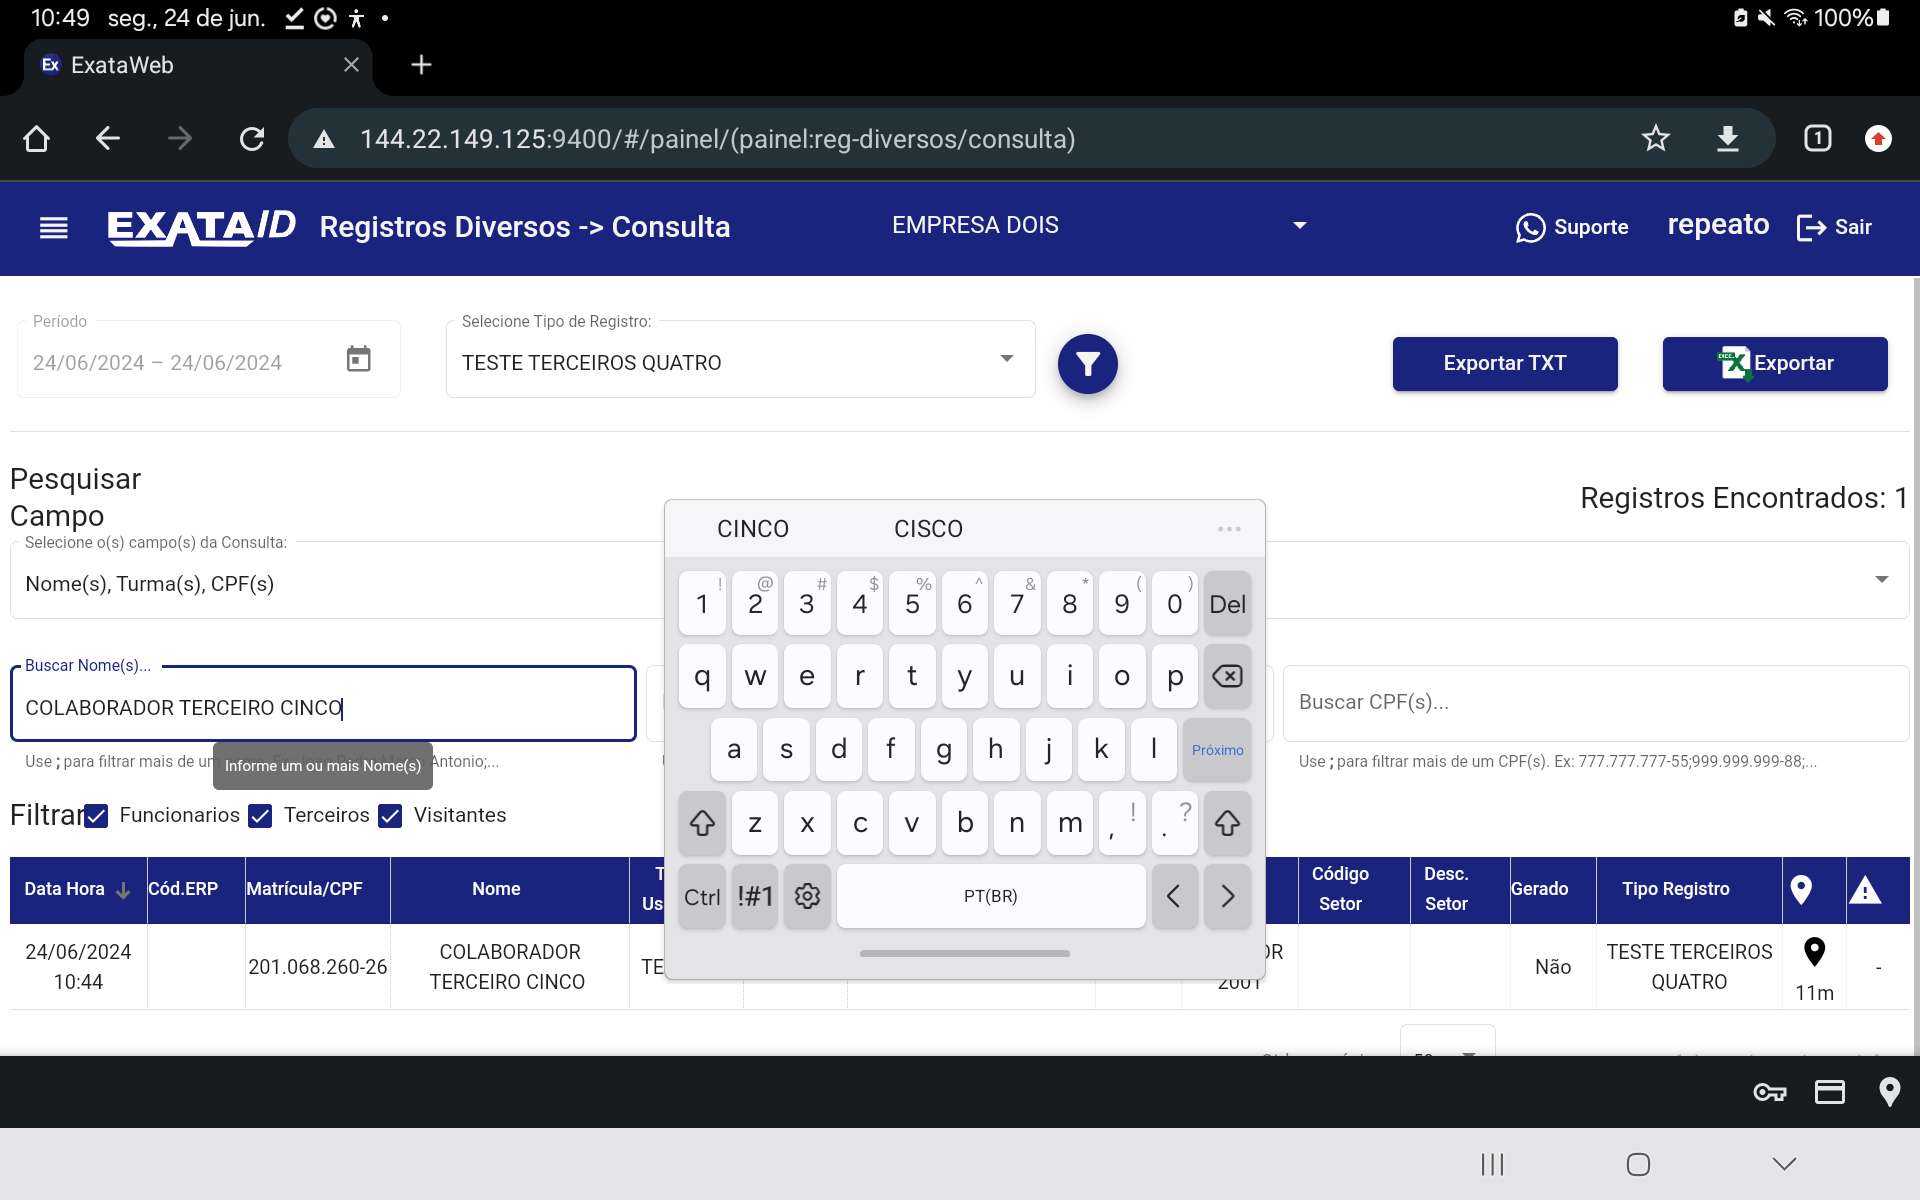 10:49 seg., 24 de jun.
100%
Ex ExataWeb
144.22.149.125:9400/#/painel/(painel:reg-diversos/consulta)
1
EXATA/ID Registros Diversos -> Consulta EMPRESA DOIS Suporte repeato Sair
Período
24/06/2024 – 24/06/2024
Selecione Tipo de Registro:
TESTE TERCEIROS QUATRO
Exportar TXT
Exportar
Pesquisar
Campo
Registros Encontrados: 1
Selecione o(s) campo(s) da Consulta:
Nome(s), Turma(s), CPF(s)
Buscar Nome(s)...
COLABORADOR TERCEIRO CINCO
Buscar CPF(s)...
Use ; para filtrar mais de um Antonio;...
Informe um ou mais Nome(s)
Use ; para filtrar mais de um CPF(s). Ex: 777.777.777-55;999.999.999-88;...
Filtrar Funcionarios Terceiros Visitantes
CINCO CISCO ...
! @ # $ % ^ & * ( )
1 2 3 4 5 6 7 8 9 0 Del
q w e r t y u i o p
a s d f g h j k l Próximo
z x c v b n m , ! . ?
Ctrl !#1 PT(BR) < >
Data Hora Cód.ERP Matrícula/CPF Nome
Código Setor
Desc. Setor
Gerado Tipo Registro
24/06/2024
10:44
201.068.260-26
COLABORADOR
TERCEIRO CINCO
TE
2001
Não
TESTE TERCEIROS
QUATRO
11m
-